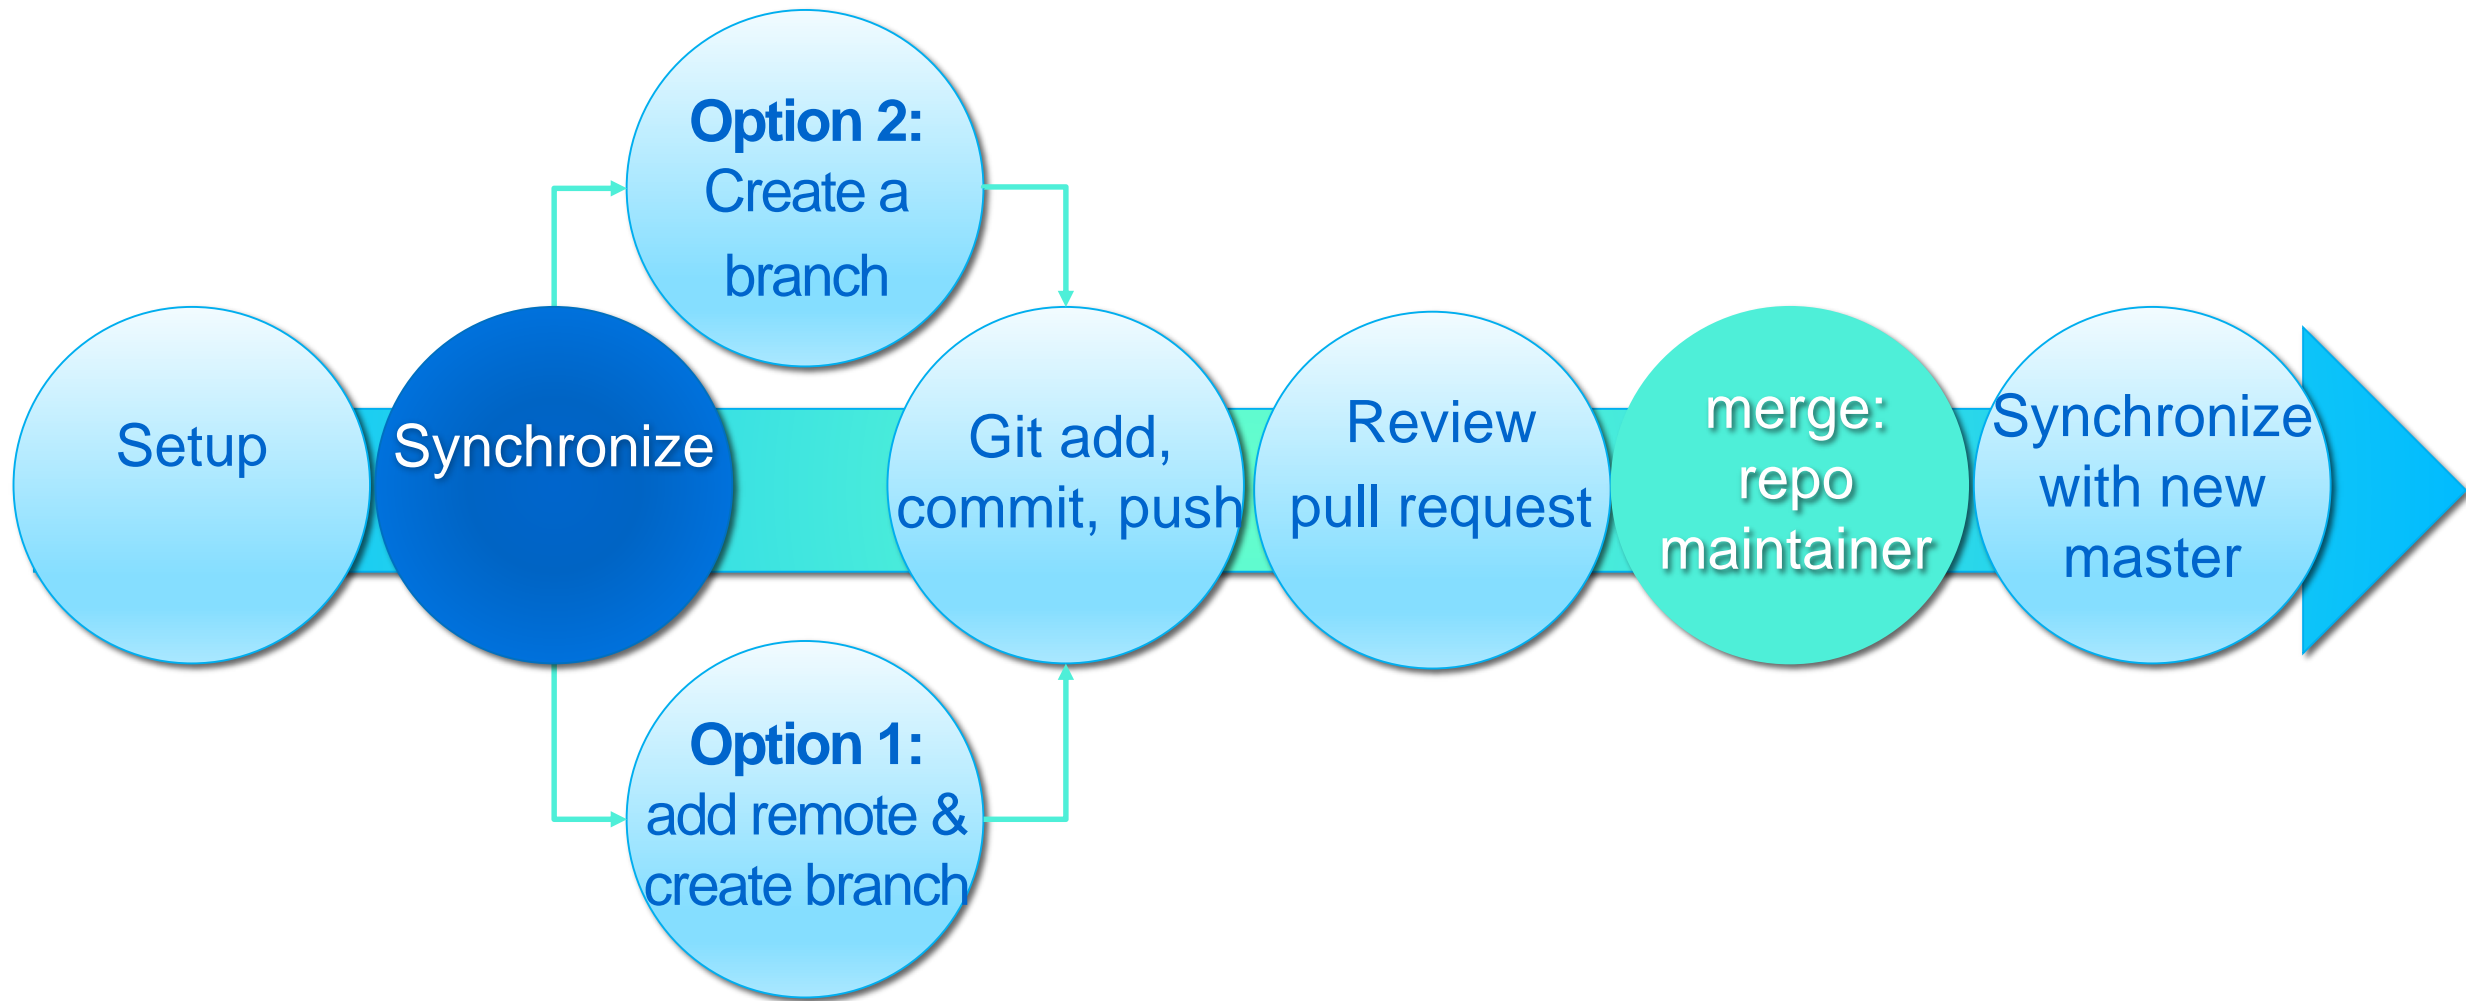 Setup
Synchronize
Option 2:
Create a
branch
Option 1:
add remote &
create branch
Git add,
commit, push
Review
pull request
merge:
repo
maintainer
Synchronize
with new
master